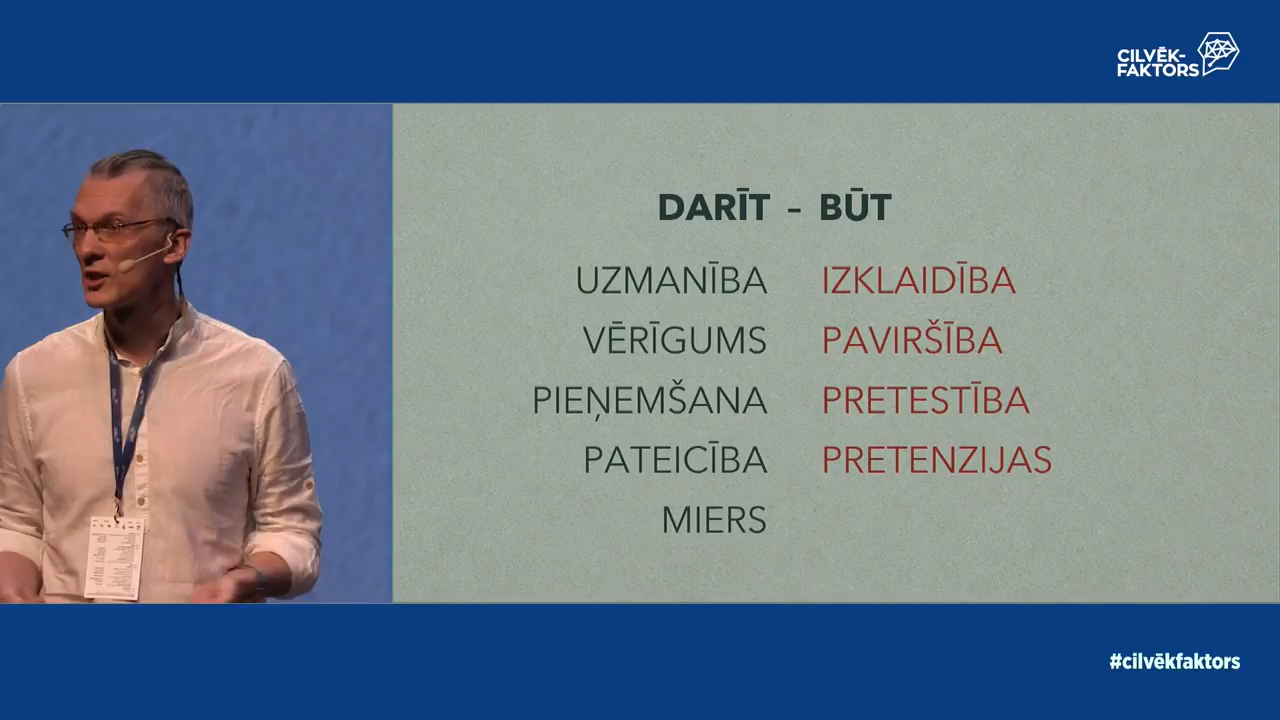 CILVĒK-
FAKTORS
DARĪT - BŪT
UZMANĪBA IZKLAIDĪBA
VĒRĪGUMS PAVIRŠĪBA
PIEŅEMŠANA PRETESTĪBA
PATEICĪBA PRETENZIJAS
MIERS
#cilvēkfaktors